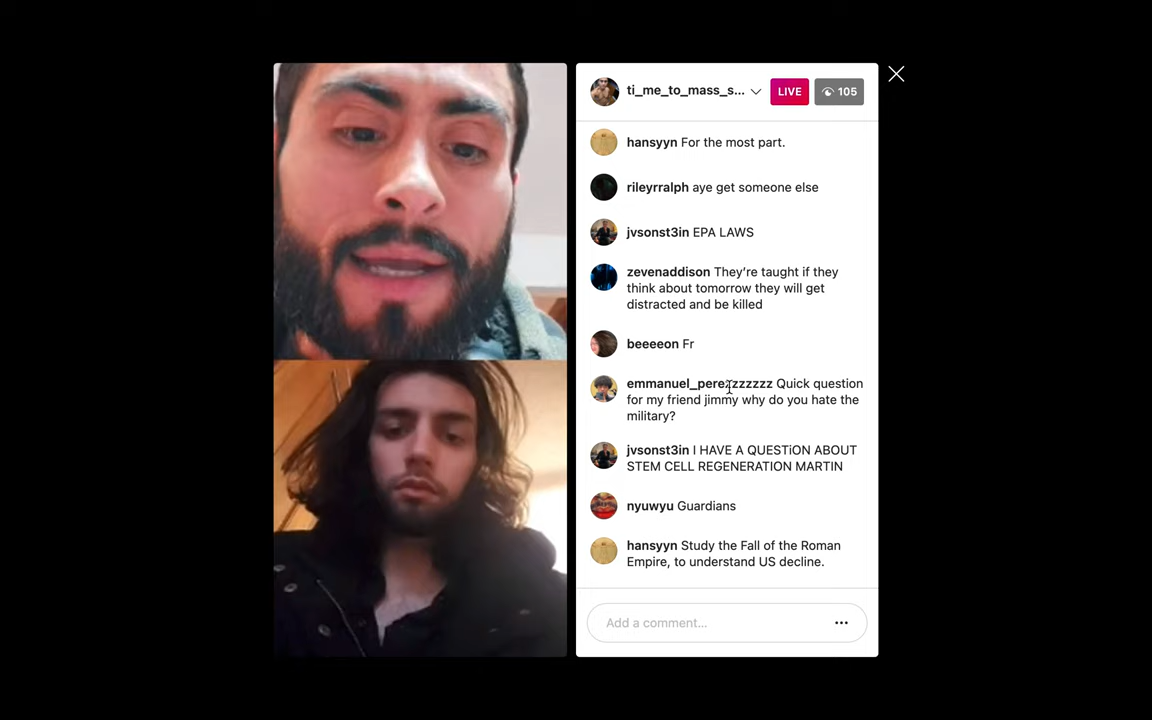 ti_me_to_mass_s... LIVE 105
hansyyn For the most part.
rileyrralph aye get someone else
jvsonst3in EPA LAWS
zevenaddison They're taught if they
think about tomorrow they will get
distracted and be killed
beeeeon Fr
emmanuel_perezzzzzzz Quick question
for my friend jimmy why do you hate the
military?
jvsonst3in I HAVE A QUESTiON ABOUT
STEM CELL REGENERATION MARTIN
nyuwyu Guardians
hansyyn Study the Fall of the Roman
Empire, to understand US decline.
Add a comment...